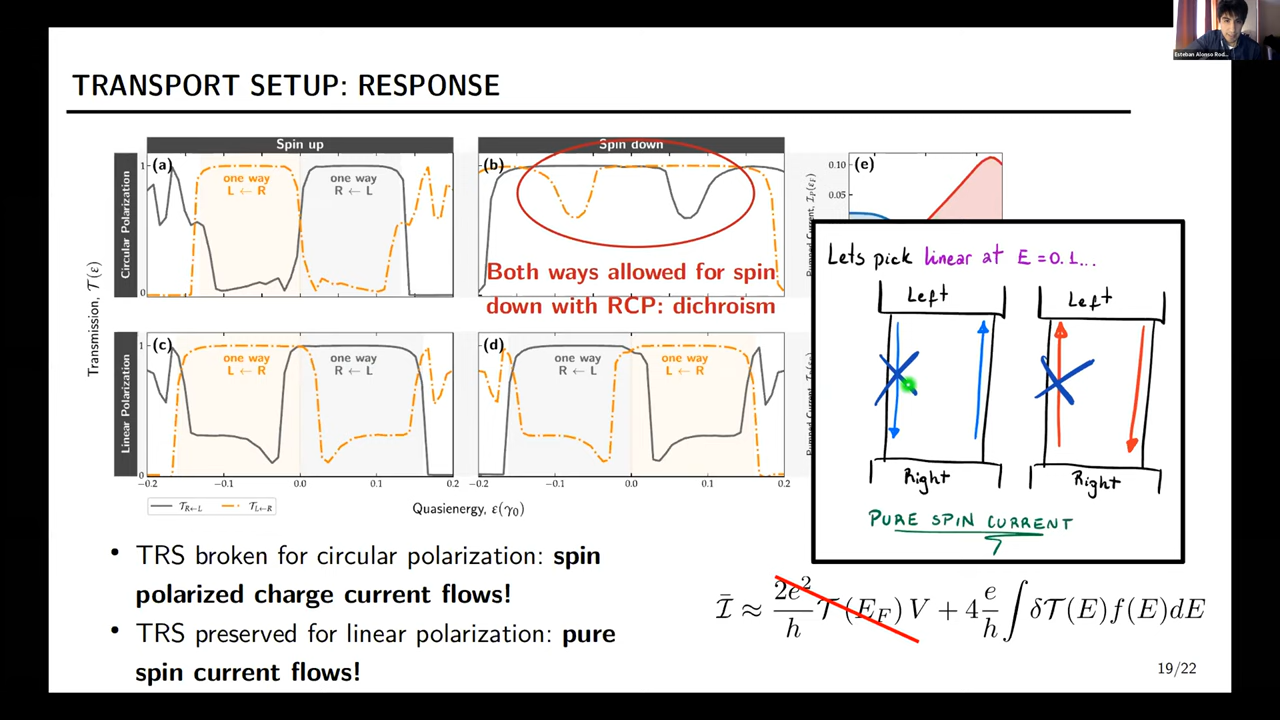 Esteban Alonso Rod...
TRANSPORT SETUP: RESPONSE
Spin up
Spin down
Circular Polarization
Linear Polarization
Transmission, 𝒯(ε)
(a)
one way
L ← R
one way
R ← L
1
0
(b)
1
0
Both ways allowed for spin
down with RCP: dichroism
(c)
one way
L ← R
one way
R ← L
1
0
(d)
one way
R ← L
one way
L ← R
1
−0.2 −0.1 0.0 0.1 0.2
−0.2 −0.1 0.0 0.1 0.2
𝒯R←L 𝒯L←R
Quasienergy, ε(γ₀)
(e)
0.10
0.05
Lets pick linear at E = 0.1...
Left Left
Right Right
PURE SPIN CURRENT
• TRS broken for circular polarization: spin
polarized charge current flows!
• TRS preserved for linear polarization: pure
spin current flows!
ℐ̄ ≈ 2e²/h 𝒯(E_F) V + 4 e/h ∫ δ𝒯(E)f(E)dE
19/22